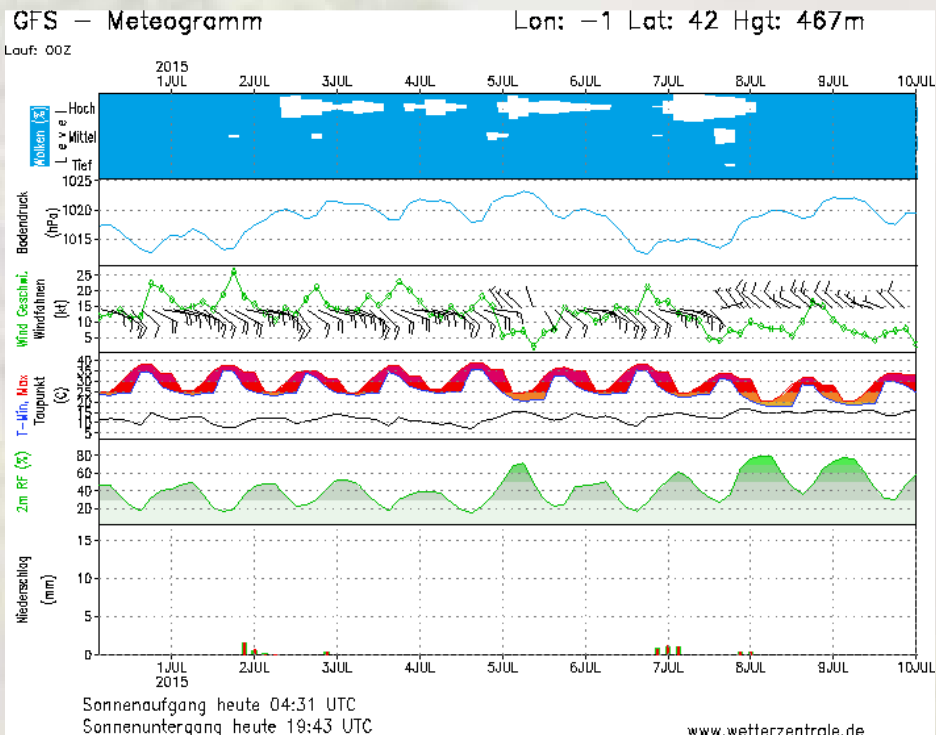 GFS – Meteogramm Lon: –1 Lat: 42 Hgt: 467m
Lauf: 00Z
2015
1JUL 2JUL 3JUL 4JUL 5JUL 6JUL 7JUL 8JUL 9JUL 10JUL
Wolken (%)
Level
Hoch
Mittel
Tief
Bodendruck
(hPa)
1025
1020
1015
Wind Geschwi.
Windfahnen
(kt)
25
20
15
10
5
T–Min, Max
Taupunkt
(C)
40
35
30
25
20
15
10
5
2m RF (%)
80
60
40
20
Niederschlag
(mm)
15
10
5
0
1JUL 2JUL 3JUL 4JUL 5JUL 6JUL 7JUL 8JUL 9JUL 10JUL
2015
Sonnenaufgang heute 04:31 UTC
Sonnenuntergang heute 19:43 UTC
www.wetterzentrale.de